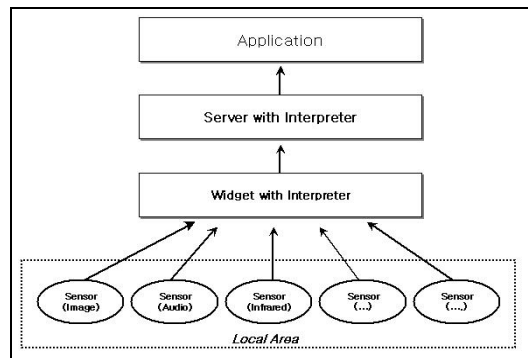 Application
Server with Interpreter
Widget with Interpreter
Sensor
(Image)
Sensor
(Audio)
Sensor
(Infrared)
Sensor
(...)
Sensor
(....)
Local Area